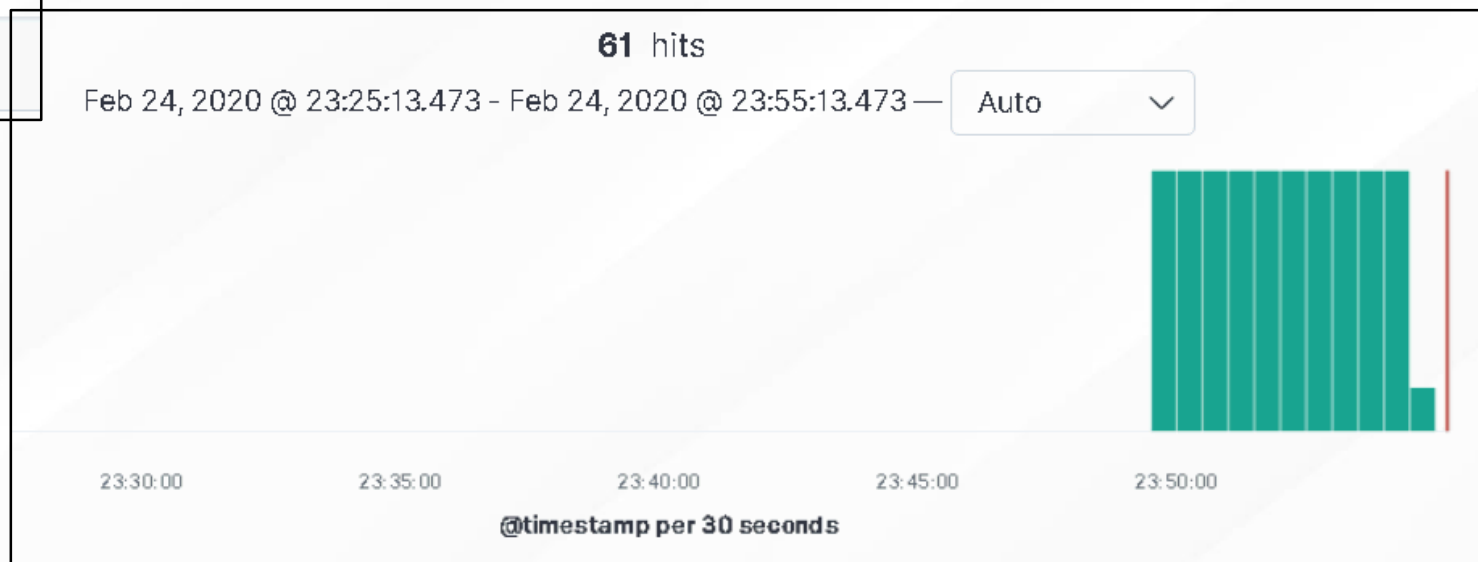 61 hits
Feb 24, 2020 @ 23:25:13.473 - Feb 24, 2020 @ 23:55:13.473 — Auto
23:30:00 23:35:00 23:40:00 23:45:00 23:50:00
@timestamp per 30 seconds